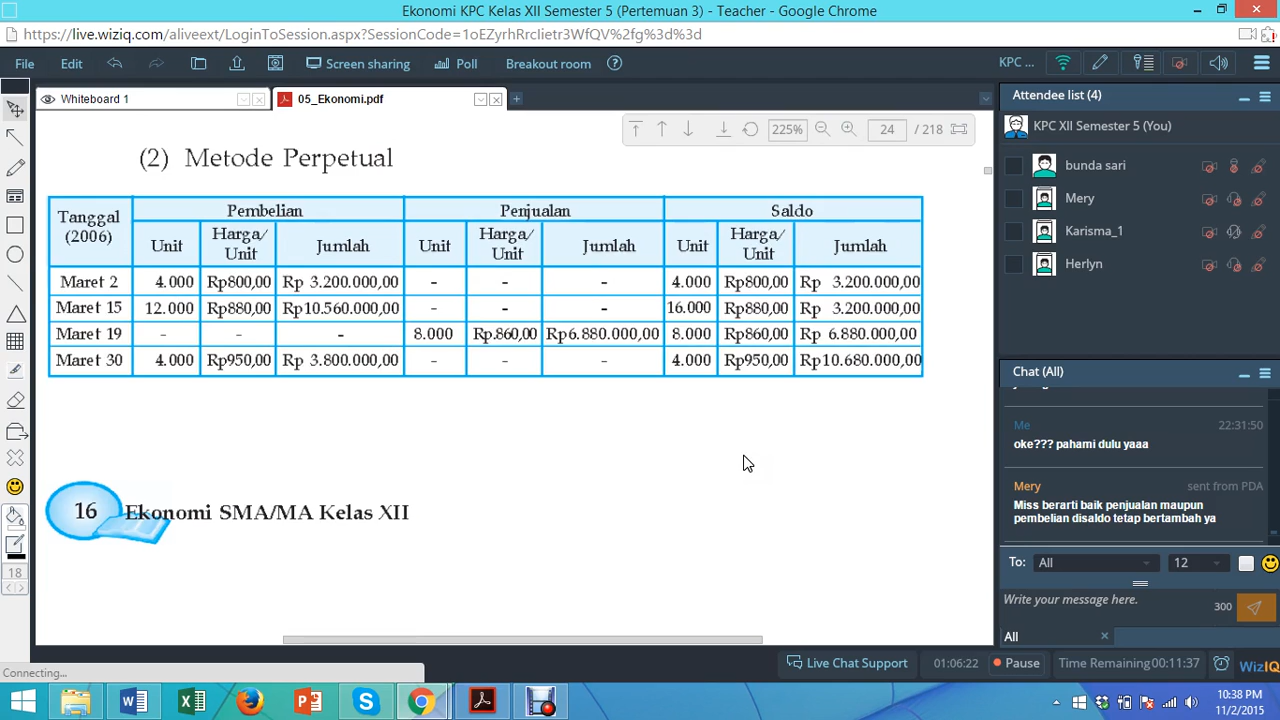 Ekonomi KPC Kelas XII Semester 5 (Pertemuan 3) - Teacher - Google Chrome
https://live.wiziq.com/aliveext/LoginToSession.aspx?SessionCode=1oEZyrhRrcIietr3WfQV%2fg%3d%3d
File Edit Screen sharing Poll Breakout room ? KPC ...
Whiteboard 1 05_Ekonomi.pdf
225% 24 / 218
(2) Metode Perpetual
Tanggal (2006) Pembelian Penjualan Saldo
Unit Harga/Unit Jumlah Unit Harga/Unit Jumlah Unit Harga/Unit Jumlah
Maret 2 4.000 Rp800,00 Rp 3.200.000,00 - - - 4.000 Rp800,00 Rp 3.200.000,00
Maret 15 12.000 Rp880,00 Rp10.560.000,00 - - - 16.000 Rp880,00 Rp 3.200.000,00
Maret 19 - - - 8.000 Rp.860,00 Rp6.880.000,00 8.000 Rp860,00 Rp 6.880.000,00
Maret 30 4.000 Rp950,00 Rp 3.800.000,00 - - - 4.000 Rp950,00 Rp10.680.000,00
16 Ekonomi SMA/MA Kelas XII
18
Connecting...
Attendee list (4)
KPC XII Semester 5 (You)
bunda sari
Mery
Karisma_1
Herlyn
Chat (All)
Me 22:31:50
oke??? pahami dulu yaaa
Mery sent from PDA
Miss berarti baik penjualan maupun
pembelian disaldo tetap bertambah ya
To: All 12
Write your message here. 300
All
Live Chat Support 01:06:22 Pause Time Remaining 00:11:37 WizIQ
10:38 PM
11/2/2015